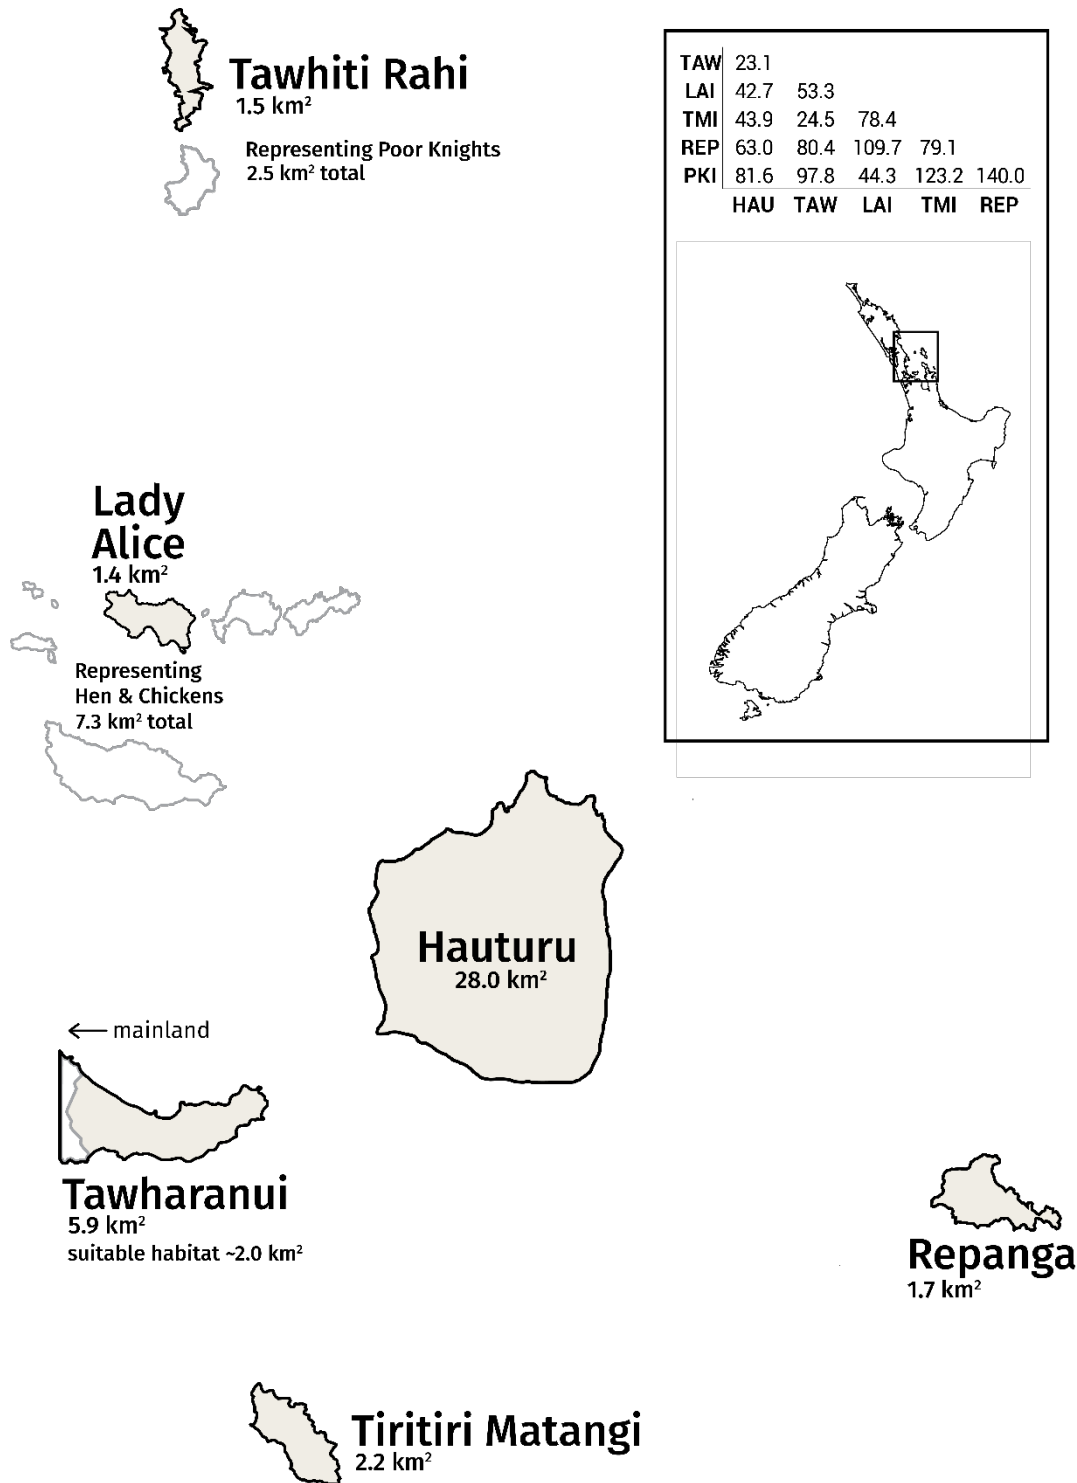 Tawhiti Rahi
1.5 km²
Representing Poor Knights
2.5 km² total
TAW 23.1
LAI 42.7 53.3
TMI 43.9 24.5 78.4
REP 63.0 80.4 109.7 79.1
PKI 81.6 97.8 44.3 123.2 140.0
HAU TAW LAI TMI REP
Lady
Alice
1.4 km²
Representing
Hen & Chickens
7.3 km² total
Hauturu
28.0 km²
← mainland
Tawharanui
5.9 km²
suitable habitat ~2.0 km²
Repanga
1.7 km²
Tiritiri Matangi
2.2 km²